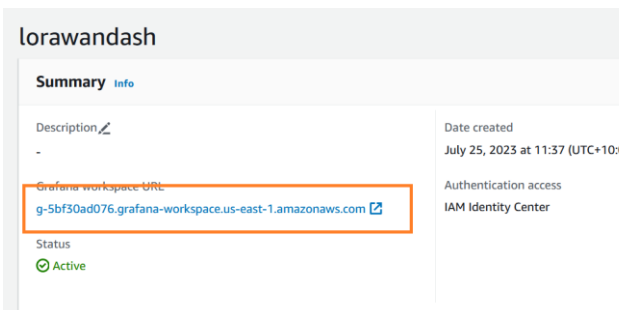 lorawandash
Summary Info
Description
-
Grafana workspace URL
g-5bf30ad076.grafana-workspace.us-east-1.amazonaws.com
Status
Active
Date created
July 25, 2023 at 11:37 (UTC+10:
Authentication access
IAM Identity Center